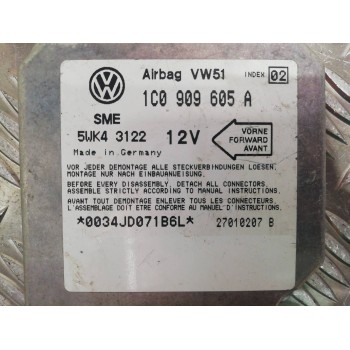 Airbag VW51 INDEX 02
1C0 909 605 A
SME
5WK4 3122 12V
VORNE
FORWARD
AVANT
Made in Germany
VOR JEDER DEMONTAGE ALLE STECKVERBINDUNGEN LOESEN,
MONTAGE NUR NACH EINBAUANWEISUNG
BEFORE EVERY DISASSEMBLY, DETACH ALL CONNECTORS
ASSEMBLY STRICTLY ACCORDING TO MANUAL INSTRUCTIONS.
AVANT TOUT DEMONTAGE ENLEVER TOUS LES CONNECTEURS
L'ASSEMBLAGE DOIT ETRE CONFORME AU MANUEL D'INSTRUCTIONS
*0034JD071B6L* 27010207 B